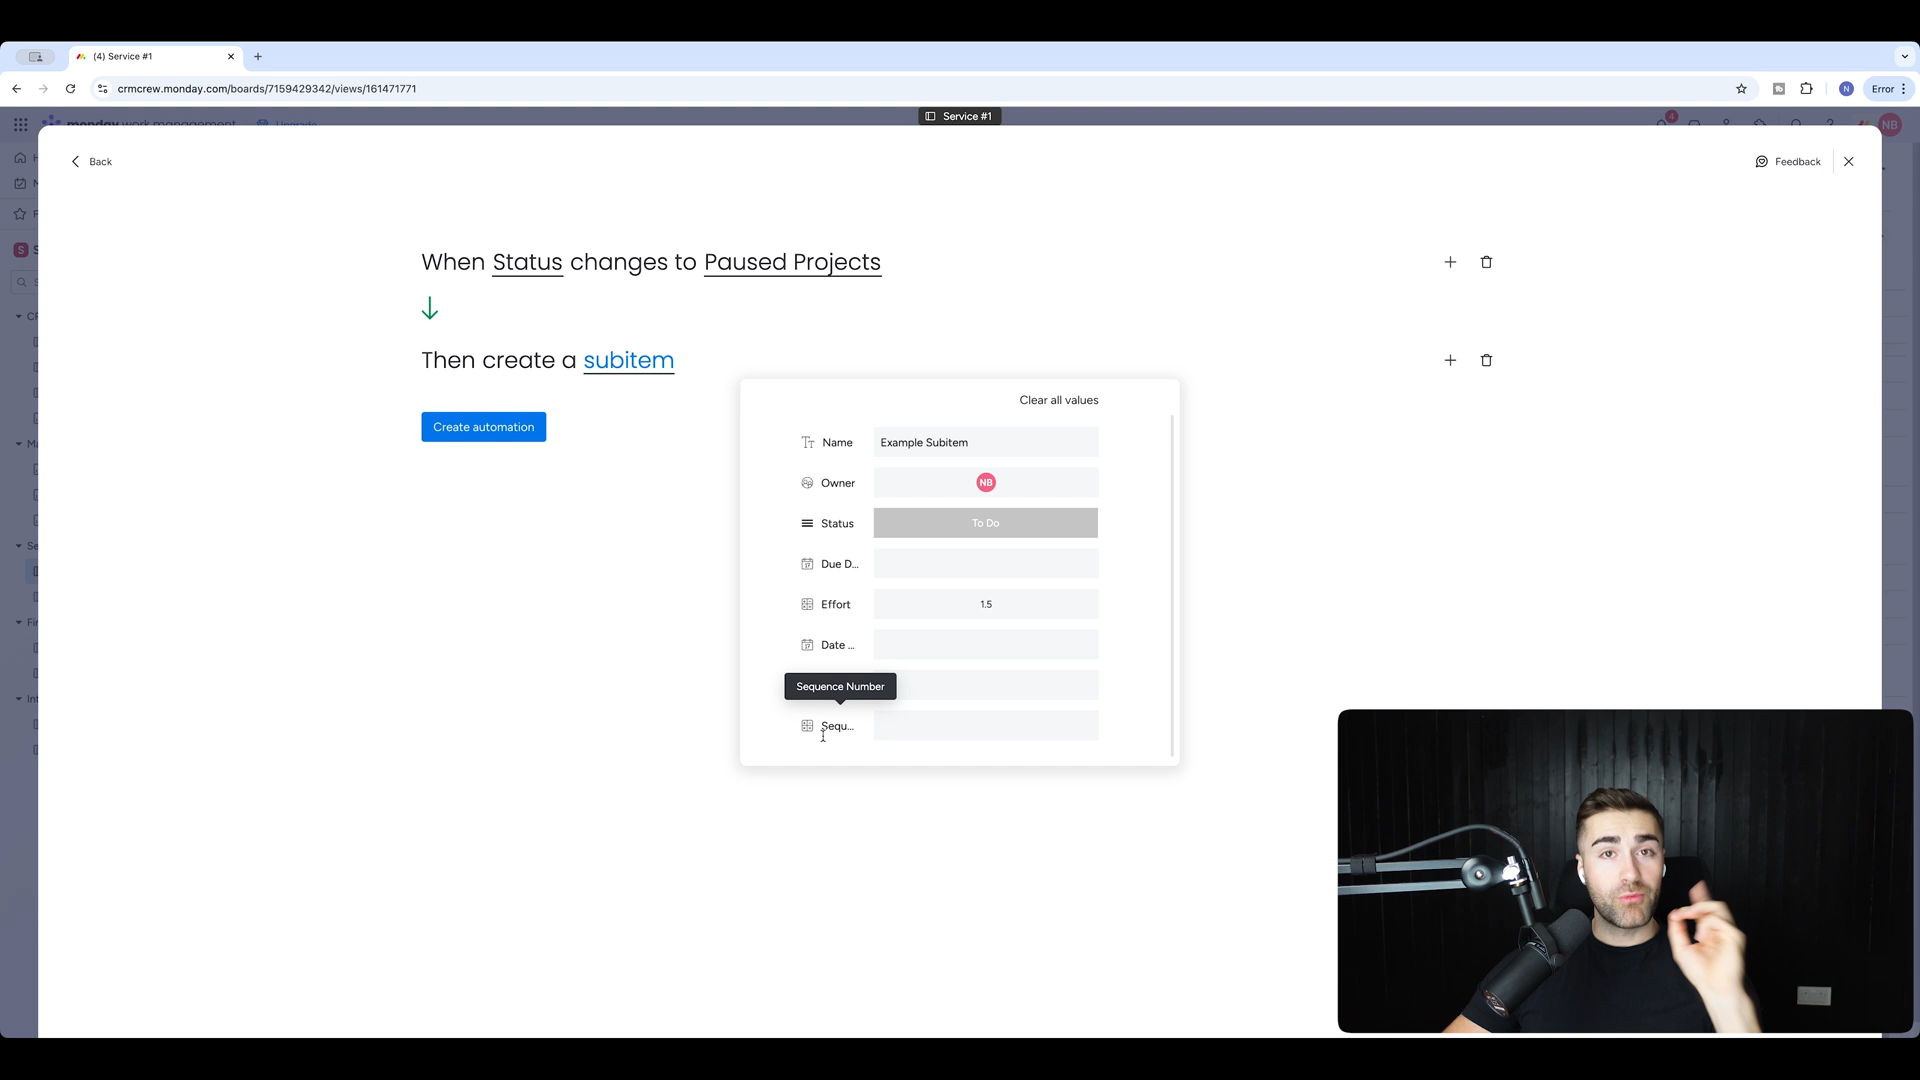 (4) Service #1
crmcrew.monday.com/boards/7159429342/views/161471771
N
Error
monday work management
Upgrade
Service #1
4
NB
Back
Feedback
S
When Status changes to Paused Projects
Then create a subitem
Create automation
Clear all values
Name
Example Subitem
Owner
NB
Status
To Do
Due D...
Effort
1.5
Date ...
Sequence Number
Sequ...